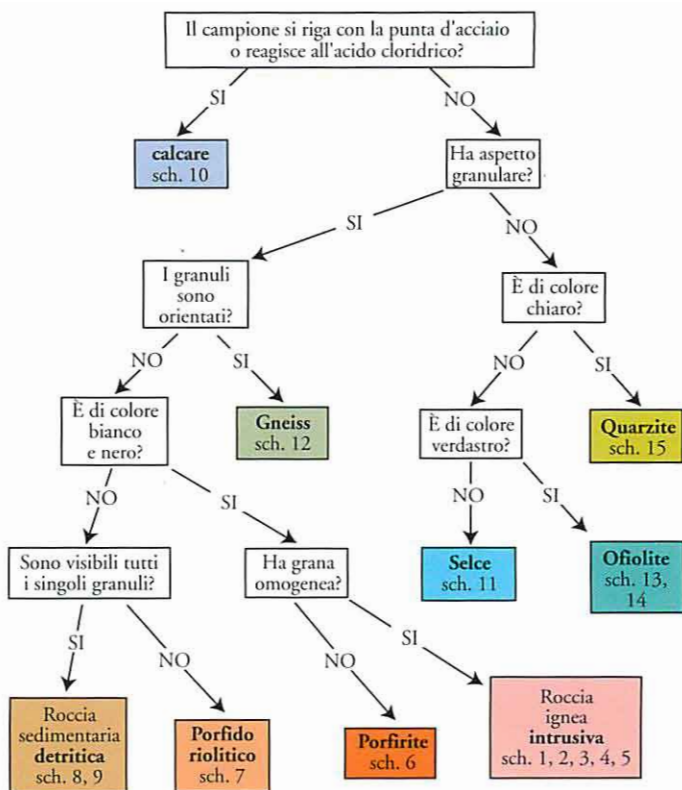 Il campione si riga con la punta d'acciaio
o reagisce all'acido cloridrico?
SI
NO
calcare
sch. 10
Ha aspetto
granulare?
SI
NO
I granuli
sono
orientati?
È di colore
chiaro?
NO
SI
NO
SI
È di colore
bianco
e nero?
Gneiss
sch. 12
È di colore
verdastro?
Quarzite
sch. 15
NO
SI
NO
SI
Sono visibili tutti
i singoli granuli?
Ha grana
omogenea?
Selce
sch. 11
Ofiolite
sch. 13,
14
SI
NO
NO
SI
Roccia
sedimentaria
detritica
sch. 8, 9
Porfido
riolitico
sch. 7
Porfirite
sch. 6
Roccia
ignea
intrusiva
sch. 1, 2, 3, 4, 5